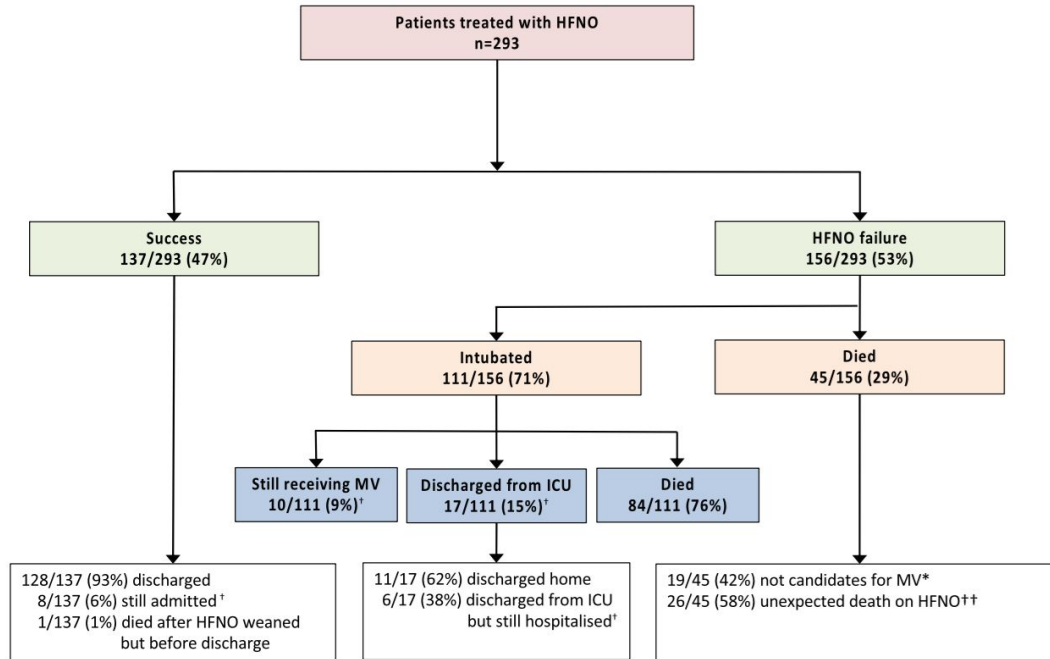 Patients treated with HFNO
n=293
Success
137/293 (47%)
HFNO failure
156/293 (53%)
Intubated
111/156 (71%)
Died
45/156 (29%)
Still receiving MV
10/111 (9%)†
Discharged from ICU
17/111 (15%)†
Died
84/111 (76%)
128/137 (93%) discharged
8/137 (6%) still admitted †
1/137 (1%) died after HFNO weaned
but before discharge
11/17 (62%) discharged home
6/17 (38%) discharged from ICU
but still hospitalised†
19/45 (42%) not candidates for MV*
26/45 (58%) unexpected death on HFNO††